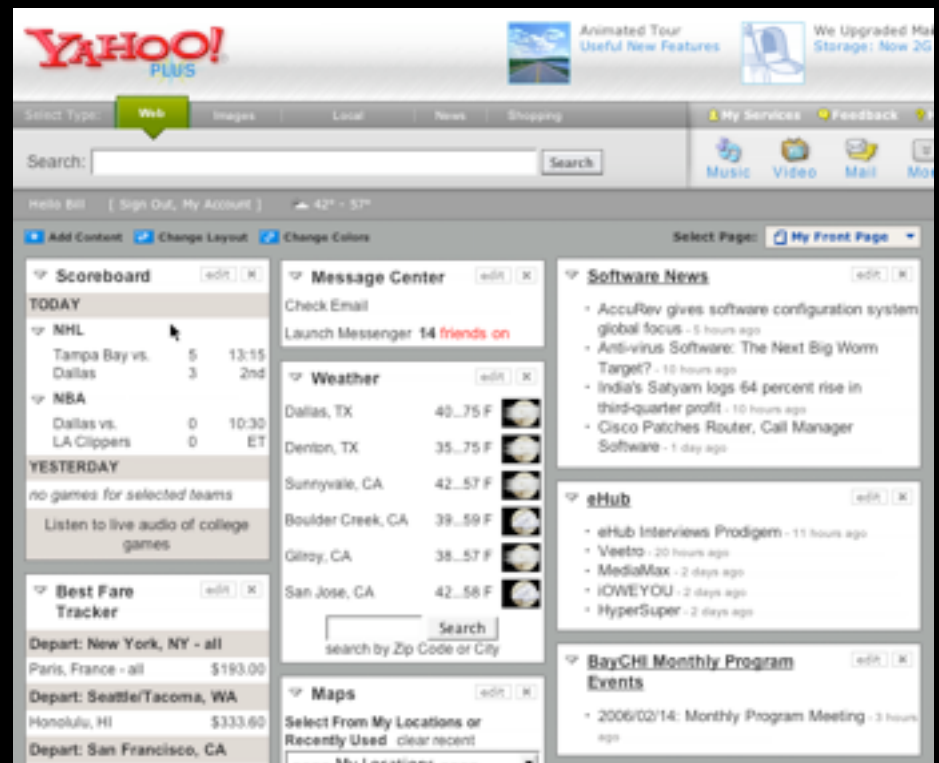 YAHOO!
PLUS
Animated Tour
Useful New Features
We Upgraded Mai
Storage: Now 2G
Select Type:
Web
Images
Local
News
Shopping
My Services
Feedback
Search:
Search
Music
Video
Mail
Mor
Hello Bill [ Sign Out, My Account ] 42° - 57°
Add Content
Change Layout
Change Colors
Select Page:
My Front Page
Scoreboard
edit
TODAY
NHL
Tampa Bay vs. 5 13:15
Dallas 3 2nd
NBA
Dallas vs. 0 10:30
LA Clippers 0 ET
YESTERDAY
no games for selected teams
Listen to live audio of college
games
Best Fare
Tracker
edit
Depart: New York, NY - all
Paris, France - all $193.00
Depart: Seattle/Tacoma, WA
Honolulu, HI $333.60
Depart: San Francisco, CA
Message Center
edit
Check Email
Launch Messenger 14 friends on
Weather
edit
Dallas, TX 40...75 F
Denton, TX 35...75 F
Sunnyvale, CA 42...57 F
Boulder Creek, CA 39...59 F
Gilroy, CA 38...57 F
San Jose, CA 42...58 F
Search
search by Zip Code or City
Maps
edit
Select From My Locations or
Recently Used clear recent
My Locations
Software News
edit
AccuRev gives software configuration system
global focus - 5 hours ago
Anti-virus Software: The Next Big Worm
Target? - 10 hours ago
India's Satyam logs 64 percent rise in
third-quarter profit - 10 hours ago
Cisco Patches Router, Call Manager
Software - 1 day ago
eHub
edit
eHub Interviews Prodigem - 11 hours ago
Veetro - 20 hours ago
MediaMax - 2 days ago
iOWEYOU - 2 days ago
HyperSuper - 2 days ago
BayCHI Monthly Program
Events
edit
2006/02/14: Monthly Program Meeting - 3 hours
ago